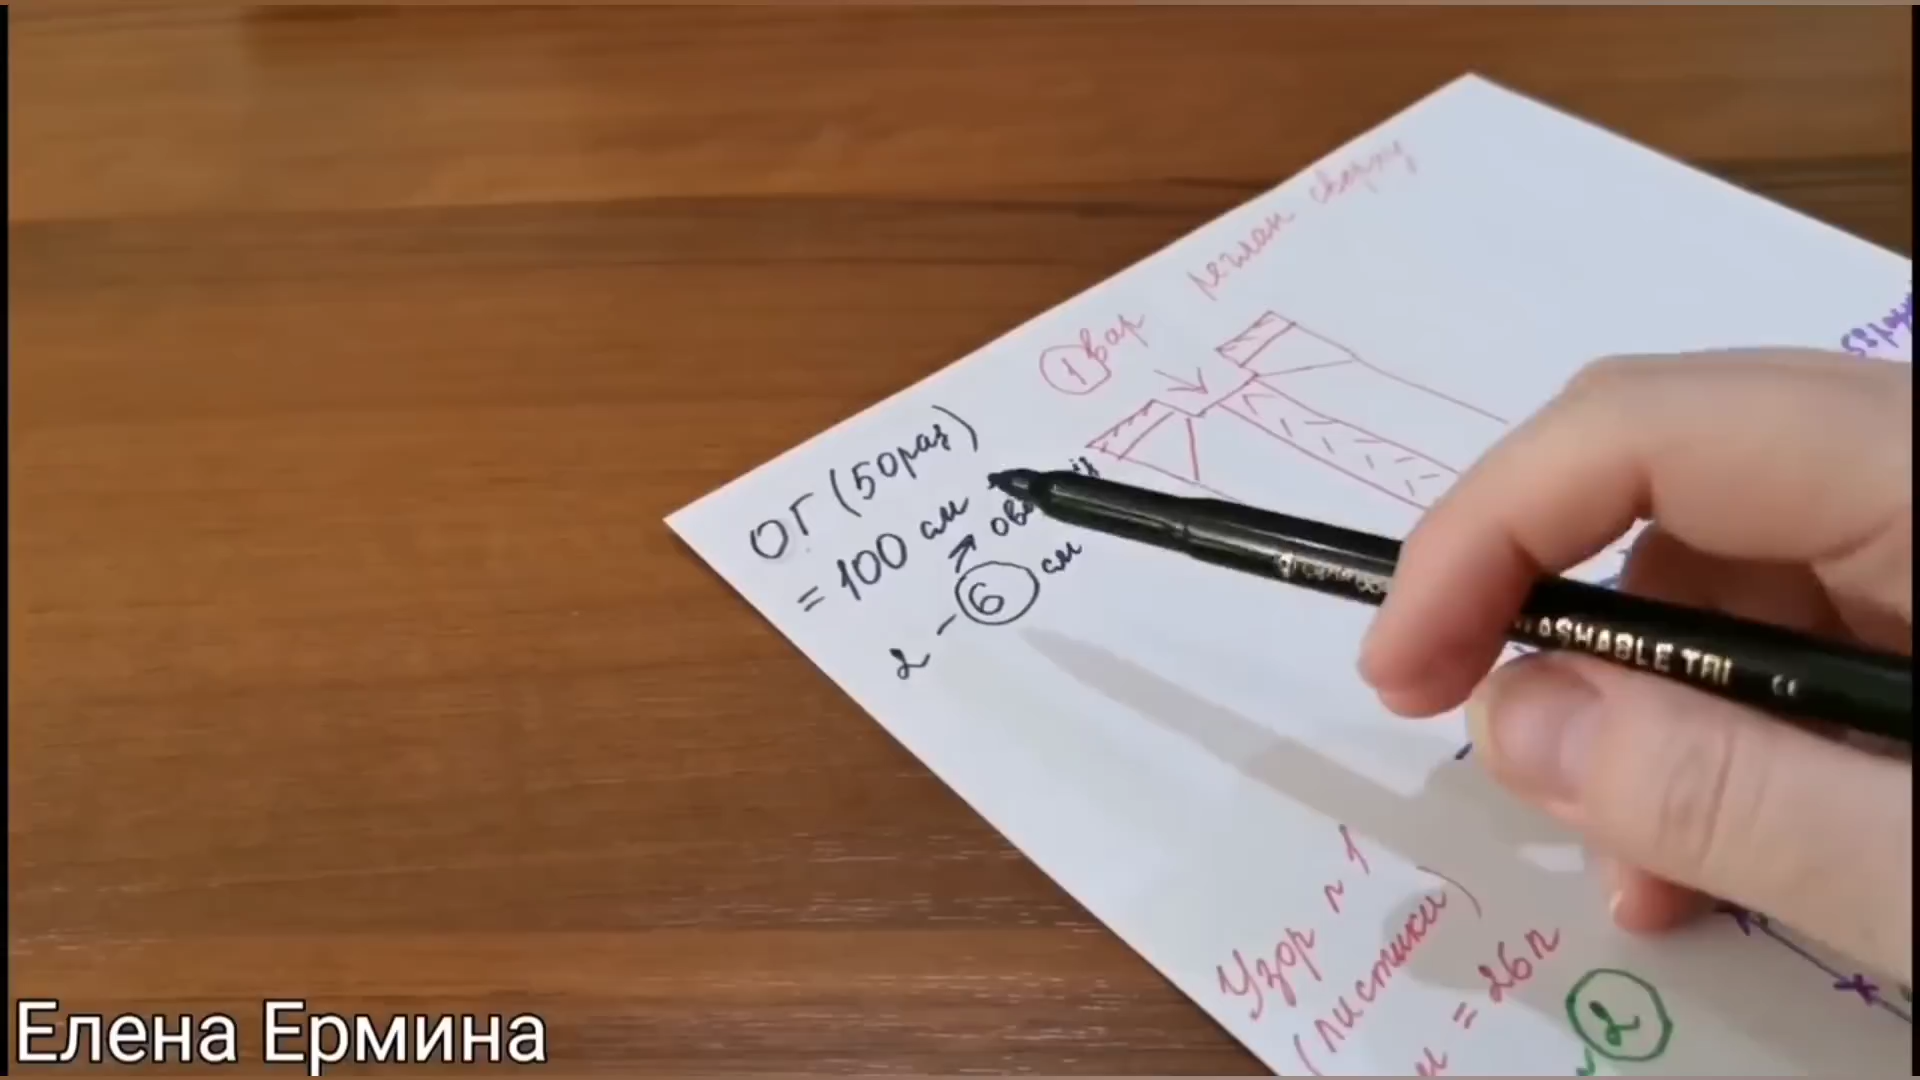 реглан сверху
1 вар
ОГ (50раз)
= 100 см
2 - 6 см
Узор n 1
(листики)
= 26п
2
WASHABLE TRI
Елена Ермина